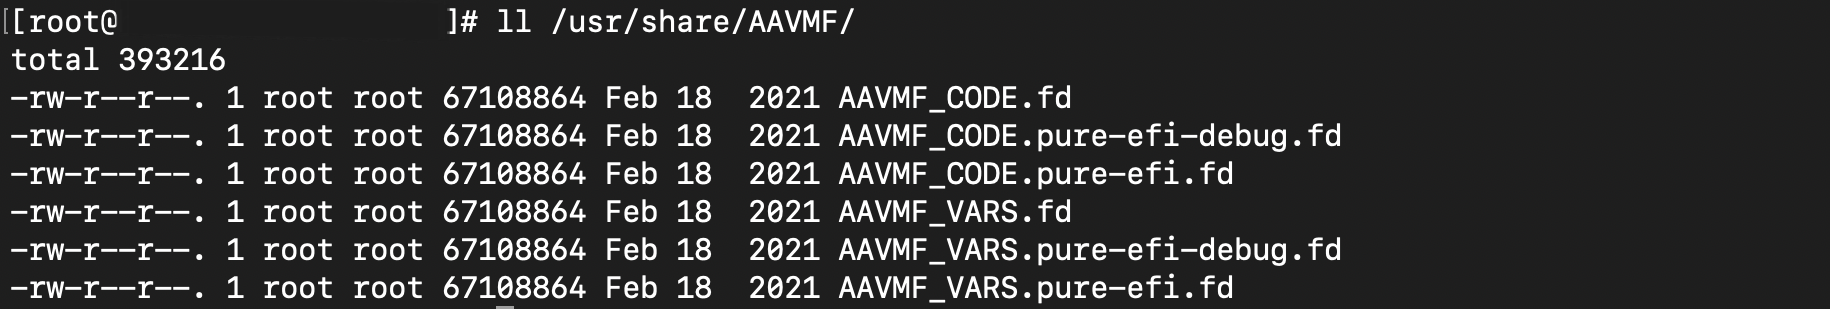 [[root@ ]# ll /usr/share/AAVMF/
total 393216
-rw-r--r--. 1 root root 67108864 Feb 18  2021 AAVMF_CODE.fd
-rw-r--r--. 1 root root 67108864 Feb 18  2021 AAVMF_CODE.pure-efi-debug.fd
-rw-r--r--. 1 root root 67108864 Feb 18  2021 AAVMF_CODE.pure-efi.fd
-rw-r--r--. 1 root root 67108864 Feb 18  2021 AAVMF_VARS.fd
-rw-r--r--. 1 root root 67108864 Feb 18  2021 AAVMF_VARS.pure-efi-debug.fd
-rw-r--r--. 1 root root 67108864 Feb 18  2021 AAVMF_VARS.pure-efi.fd